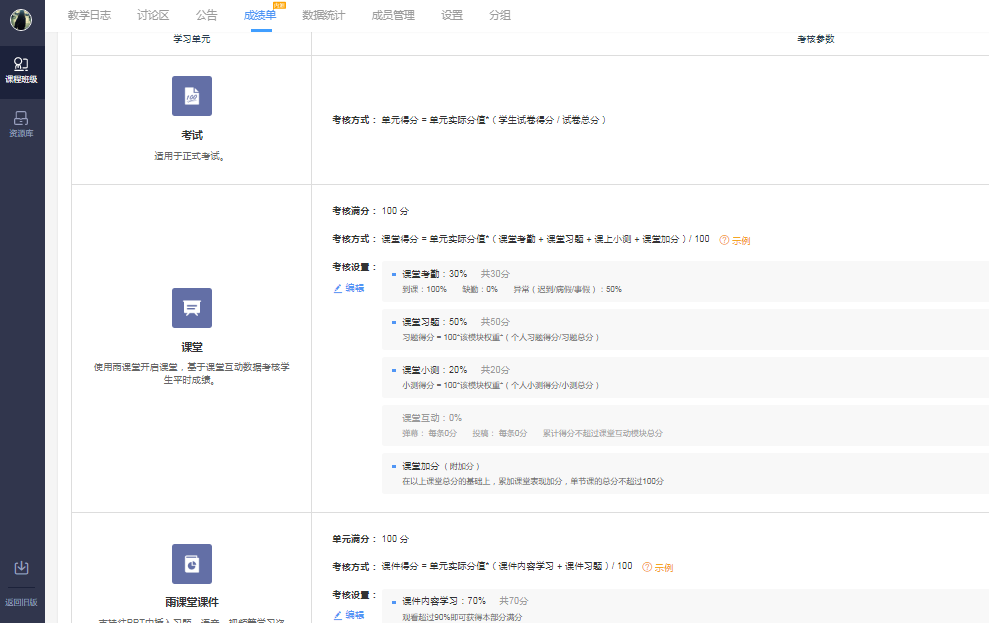 教学日志 讨论区 公告 成绩单 数据统计 成员管理 设置 分组
课程班级
资源库
返回旧版
学习单元 考核参数
考试
适用于正式考试。
考核方式： 单元得分 = 单元实际分值*（学生试卷得分 / 试卷总分）
课堂
使用雨课堂开启课堂，基于课堂互动数据考核学
生平时成绩。
考核满分： 100 分
考核方式： 课堂得分 = 单元实际分值*（课堂考勤 + 课堂习题 + 课上小测 + 课堂加分）/ 100 示例
考核设置：
编辑
课堂考勤：30% 共30分
到课：100% 缺勤：0% 异常（迟到/病假/事假）：50%
课堂习题：50% 共50分
习题得分 = 100*该模块权重*（个人习题得分/习题总分）
课堂小测：20% 共20分
小测得分 = 100*该模块权重*（个人小测得分/小测总分）
课堂互动：0%
弹幕： 每条0分 投稿： 每条0分 累计得分不超过课堂互动模块总分
课堂加分（附加分）
在以上课堂总分的基础上，累加课堂表现加分，单节课的总分不超过100分
雨课堂课件
支持往PPT中插入习题、语音、视频等学习资
单元满分： 100 分
考核方式： 课件得分 = 单元实际分值*（课件内容学习 + 课件习题）/ 100 示例
考核设置：
编辑
课件内容学习：70% 共70分
观看超过90%即可获得本部分满分